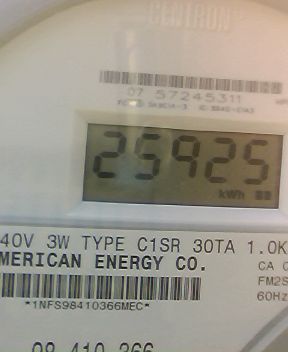 CENTRON
07 57245311
25925
kWh
40V 3W TYPE C1SR 30TA 1.0K
MERICAN ENERGY CO.
CA 0
FM2S
60Hz
*1NFS98410366MEC*
98 410 366